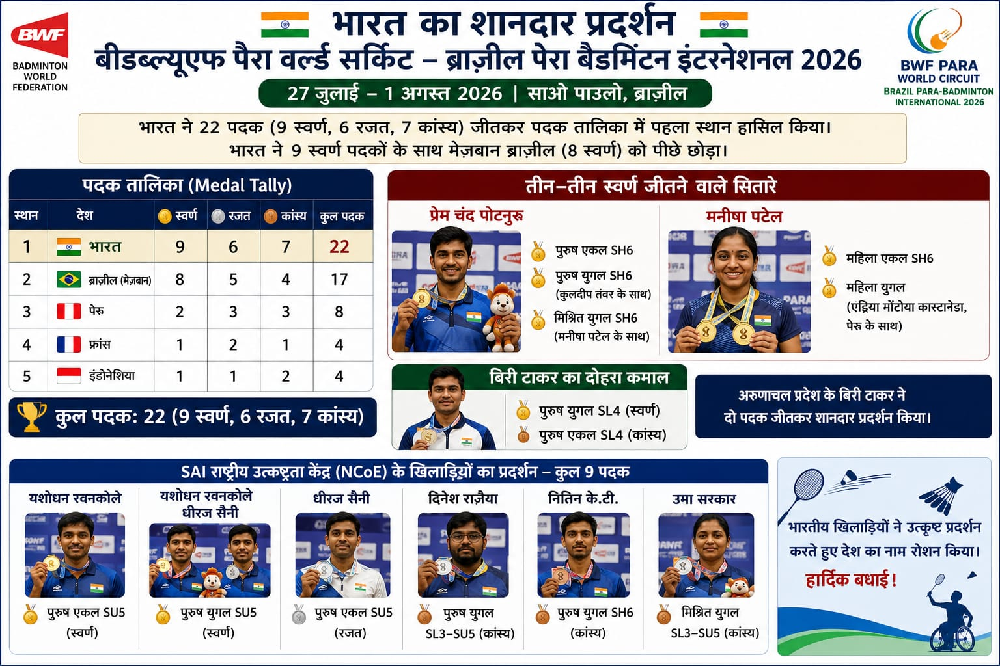 भारत का शानदार प्रदर्शन
बीडब्ल्यूएफ पैरा वर्ल्ड सर्किट – ब्राज़ील पेरा बैडमिंटन इंटरनेशनल 2026
27 जुलाई – 1 अगस्त 2026 | साओ पाउलो, ब्राज़ील
BWF
BADMINTON
WORLD
FEDERATION
BWF PARA
WORLD CIRCUIT
BRAZIL PARA-BADMINTON
INTERNATIONAL 2026
भारत ने 22 पदक (9 स्वर्ण, 6 रजत, 7 कांस्य) जीतकर पदक तालिका में पहला स्थान हासिल किया।
भारत ने 9 स्वर्ण पदकों के साथ मेज़बान ब्राज़ील (8 स्वर्ण) को पीछे छोड़ा।
पदक तालिका (Medal Tally)
स्थान देश स्वर्ण रजत कांस्य कुल पदक
1 भारत 9 6 7 22
2 ब्राज़ील (मेज़बान) 8 5 4 17
3 पेरू 2 3 3 8
4 फ्रांस 1 2 1 4
5 इंडोनेशिया 1 1 2 4
कुल पदक: 22 (9 स्वर्ण, 6 रजत, 7 कांस्य)
तीन–तीन स्वर्ण जीतने वाले सितारे
प्रेम चंद पोटनुरु
पुरुष एकल SH6
पुरुष युगल SH6
(कुलदीप तंवर के साथ)
मिश्रित युगल SH6
(मनीषा पटेल के साथ)
मनीषा पटेल
महिला एकल SH6
महिला युगल
(एंड्रिया मोंटोया कास्टानेडा,
पेरू के साथ)
बिरी टाकर का दोहरा कमाल
पुरुष युगल SL4 (स्वर्ण)
पुरुष एकल SL4 (कांस्य)
अरुणाचल प्रदेश के बिरी टाकर ने
दो पदक जीतकर शानदार प्रदर्शन किया।
SAI राष्ट्रीय उत्कष्ट्रता केंद्र (NCoE) के खिलाड़ियों का प्रदर्शन – कुल 9 पदक
यशोधन रवनकोले
पुरुष एकल SU5
(स्वर्ण)
यशोधन रवनकोले
धीरज सैनी
पुरुष युगल SU5
(स्वर्ण)
धीरज सैनी
पुरुष एकल SU5
(रजत)
दिनेश राज़ैया
पुरुष युगल
SL3–SU5 (कांस्य)
नितिन के.टी.
पुरुष युगल SH6
(कांस्य)
उमा सरकार
मिश्रित युगल
SL3–SU5 (कांस्य)
भारतीय खिलाड़ियों ने उत्कृष्ट प्रदर्शन
करते हुए देश का नाम रोशन किया।
हार्दिक बधाई !